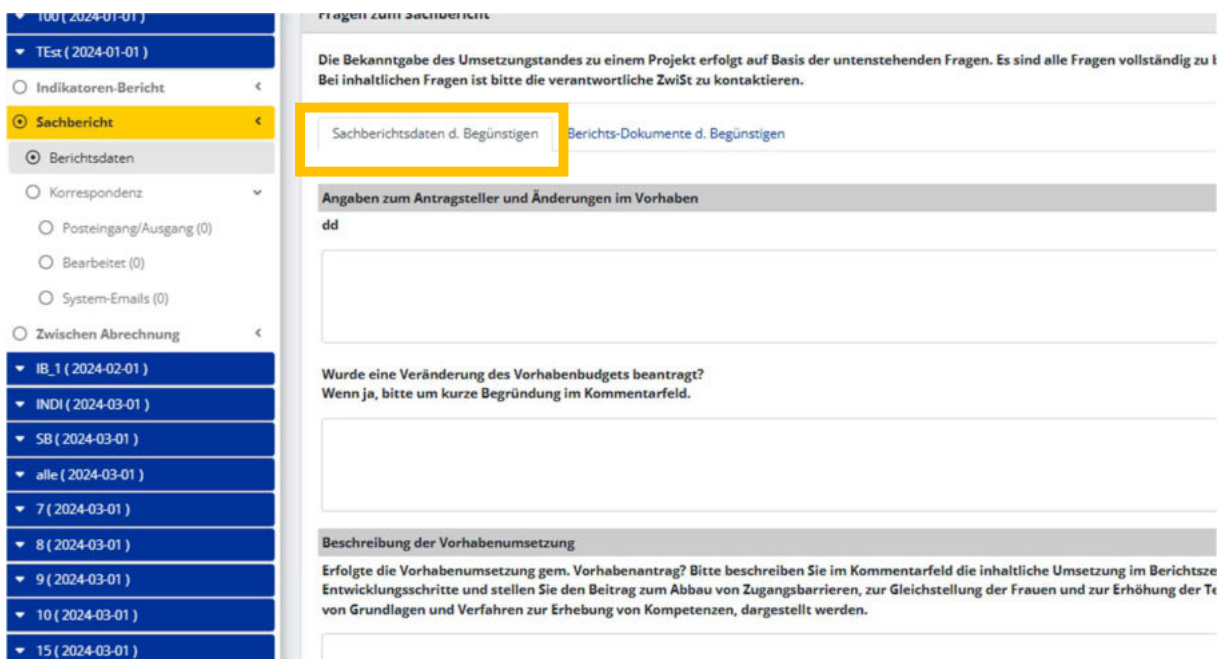 100 ( 2024-01-01 )
TEst ( 2024-01-01 )
Indikatoren-Bericht
Sachbericht
Berichtsdaten
Korrespondenz
Posteingang/Ausgang (0)
Bearbeitet (0)
System-Emails (0)
Zwischen Abrechnung
IB_1 ( 2024-02-01 )
INDI ( 2024-03-01 )
SB ( 2024-03-01 )
alle ( 2024-03-01 )
7 ( 2024-03-01 )
8 ( 2024-03-01 )
9 ( 2024-03-01 )
10 ( 2024-03-01 )
15 ( 2024-03-01 )
Fragen zum Sachbericht
Die Bekanntgabe des Umsetzungstandes zu einem Projekt erfolgt auf Basis der untenstehenden Fragen. Es sind alle Fragen vollständig zu
Bei inhaltlichen Fragen ist bitte die verantwortliche ZwiSt zu kontaktieren.
Sachberichtsdaten d. Begünstigen
Berichts-Dokumente d. Begünstigen
Angaben zum Antragsteller und Änderungen im Vorhaben
dd
Wurde eine Veränderung des Vorhabenbudgets beantragt?
Wenn ja, bitte um kurze Begründung im Kommentarfeld.
Beschreibung der Vorhabenumsetzung
Erfolgte die Vorhabenumsetzung gem. Vorhabenantrag? Bitte beschreiben Sie im Kommentarfeld die inhaltliche Umsetzung im Berichtsze
Entwicklungsschritte und stellen Sie den Beitrag zum Abbau von Zugangsbarrieren, zur Gleichstellung der Frauen und zur Erhöhung der Te
von Grundlagen und Verfahren zur Erhebung von Kompetenzen, dargestellt werden.